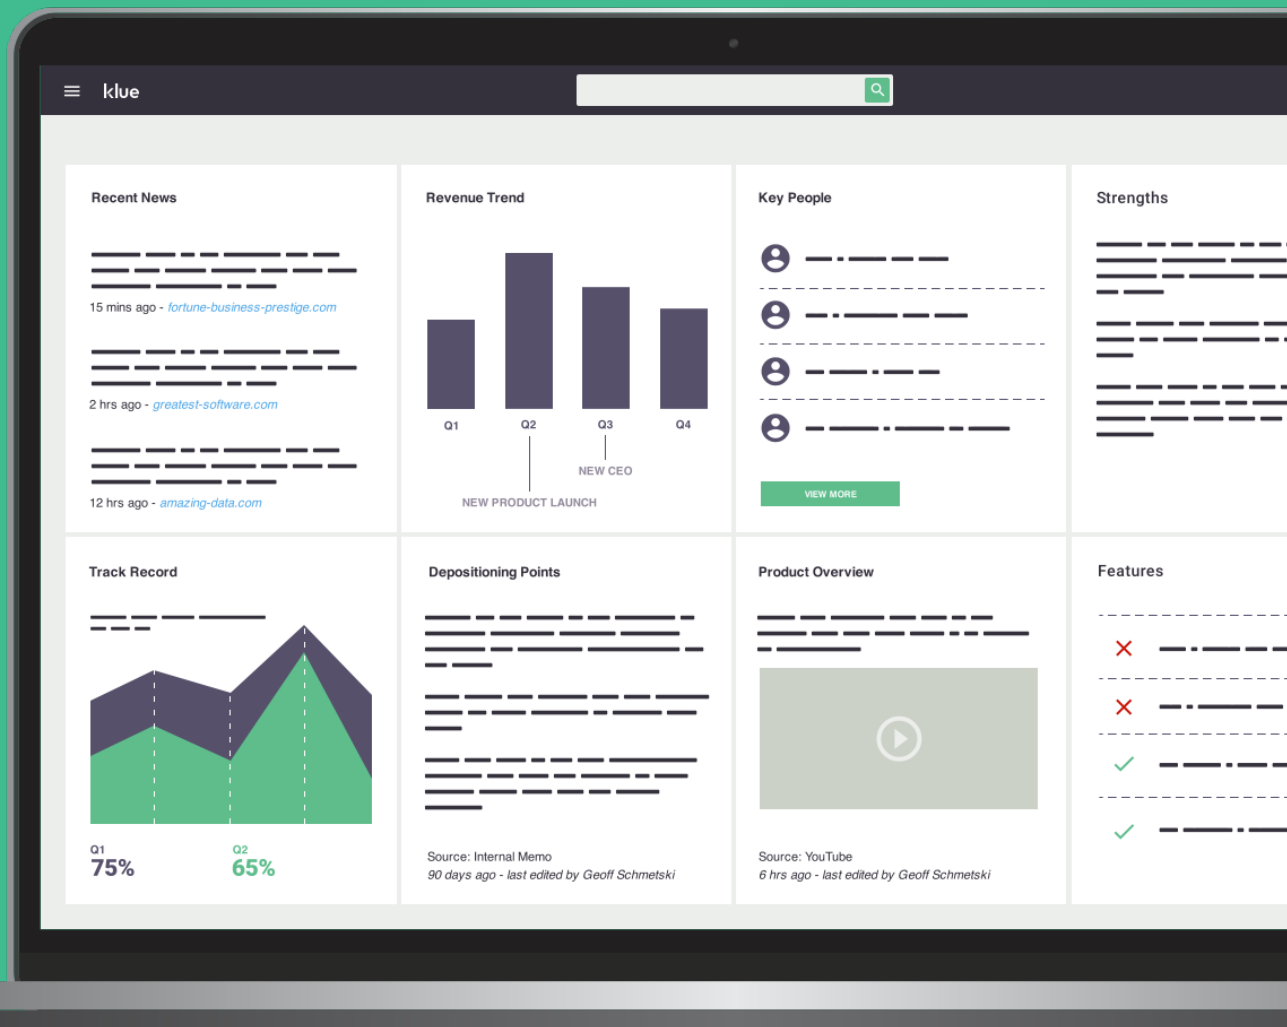 klue
Recent News
15 mins ago - fortune-business-prestige.com
2 hrs ago - greatest-software.com
12 hrs ago - amazing-data.com
Revenue Trend
Q1
Q2
Q3
Q4
NEW CEO
NEW PRODUCT LAUNCH
Key People
VIEW MORE
Strengths
Track Record
Q1
75%
Q2
65%
Depositioning Points
Source: Internal Memo
90 days ago - last edited by Geoff Schmetski
Product Overview
Source: YouTube
6 hrs ago - last edited by Geoff Schmetski
Features